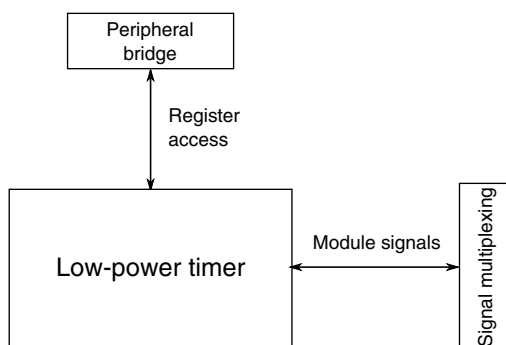 Peripheral
bridge
Register
access
Low-power timer
Module signals
Signal multiplexing